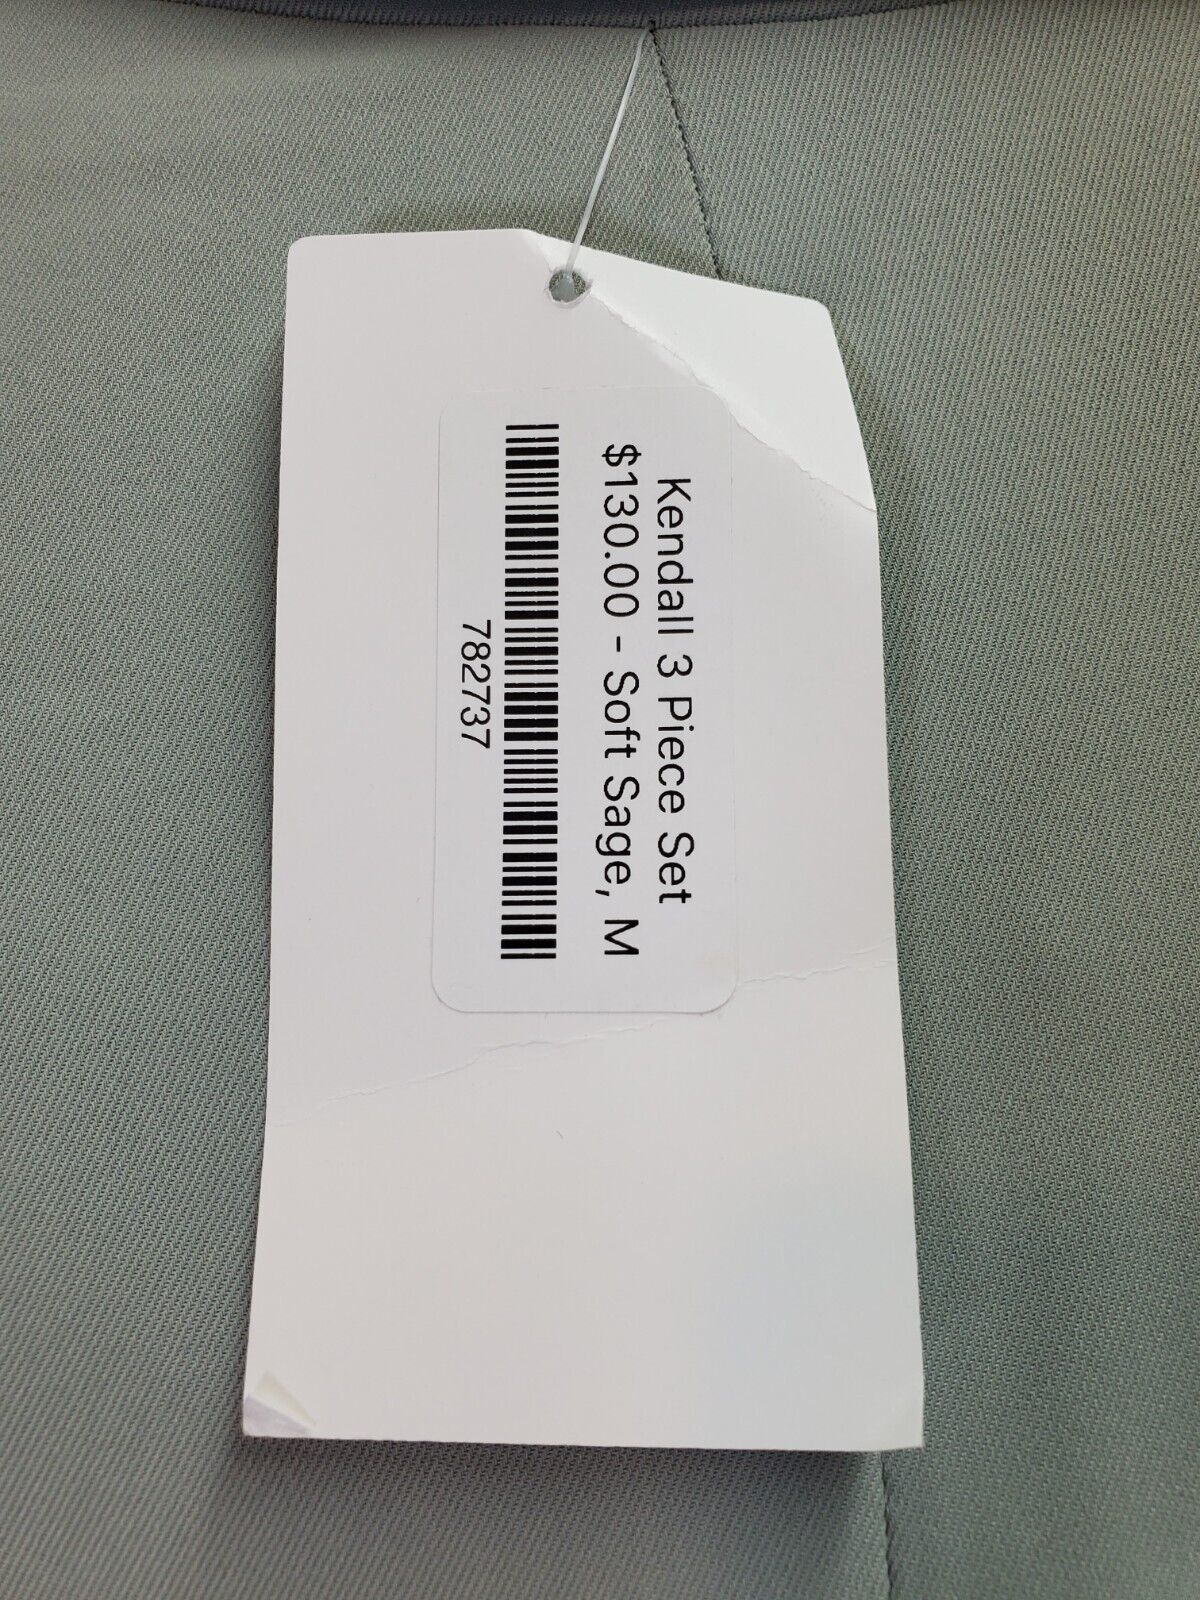 Kendall 3 Piece Set
$130.00 - Soft Sage, M
782737